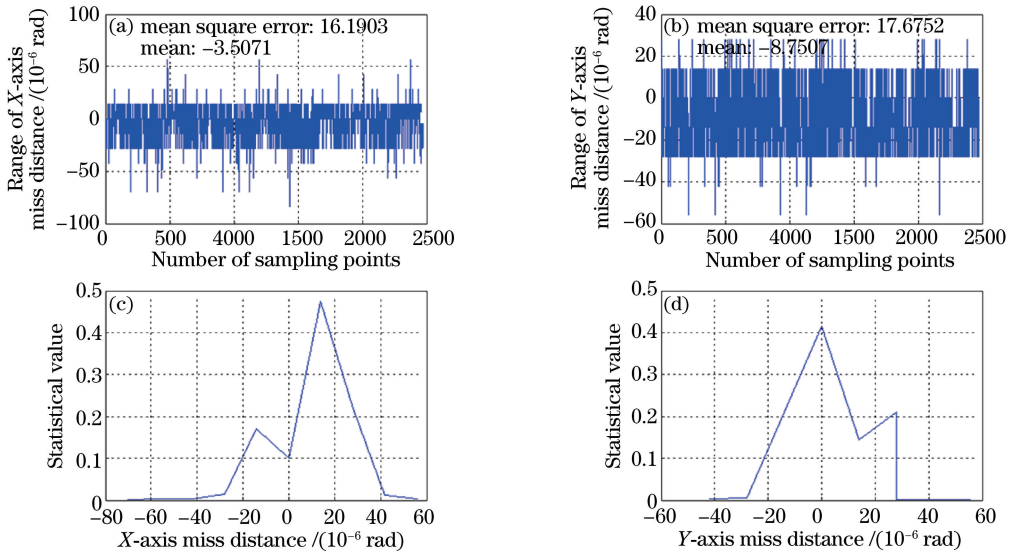 (a) mean square error: 16.1903
mean: −3.5071
100
50
0
−50
−100
Range of X-axis
miss distance /(10⁻⁶ rad)
0 500 4000 1500 2000 2500
Number of sampling points
(b) mean square error: 17.6752
mean: −8.7507
40
20
0
−20
−40
−60
Range of Y-axis
miss distance /(10⁻⁶ rad)
0 500 4000 1500 2000 2500
Number of sampling points
(c)
0.5
0.4
0.3
0.2
0.1
0
Statistical value
−80 −60 −40 −20 0 20 40 60
X-axis miss distance /(10⁻⁶ rad)
(d)
0.5
0.4
0.3
0.2
0.1
0
Statistical value
−60 −40 −20 0 20 40 60
Y-axis miss distance /(10⁻⁶ rad)